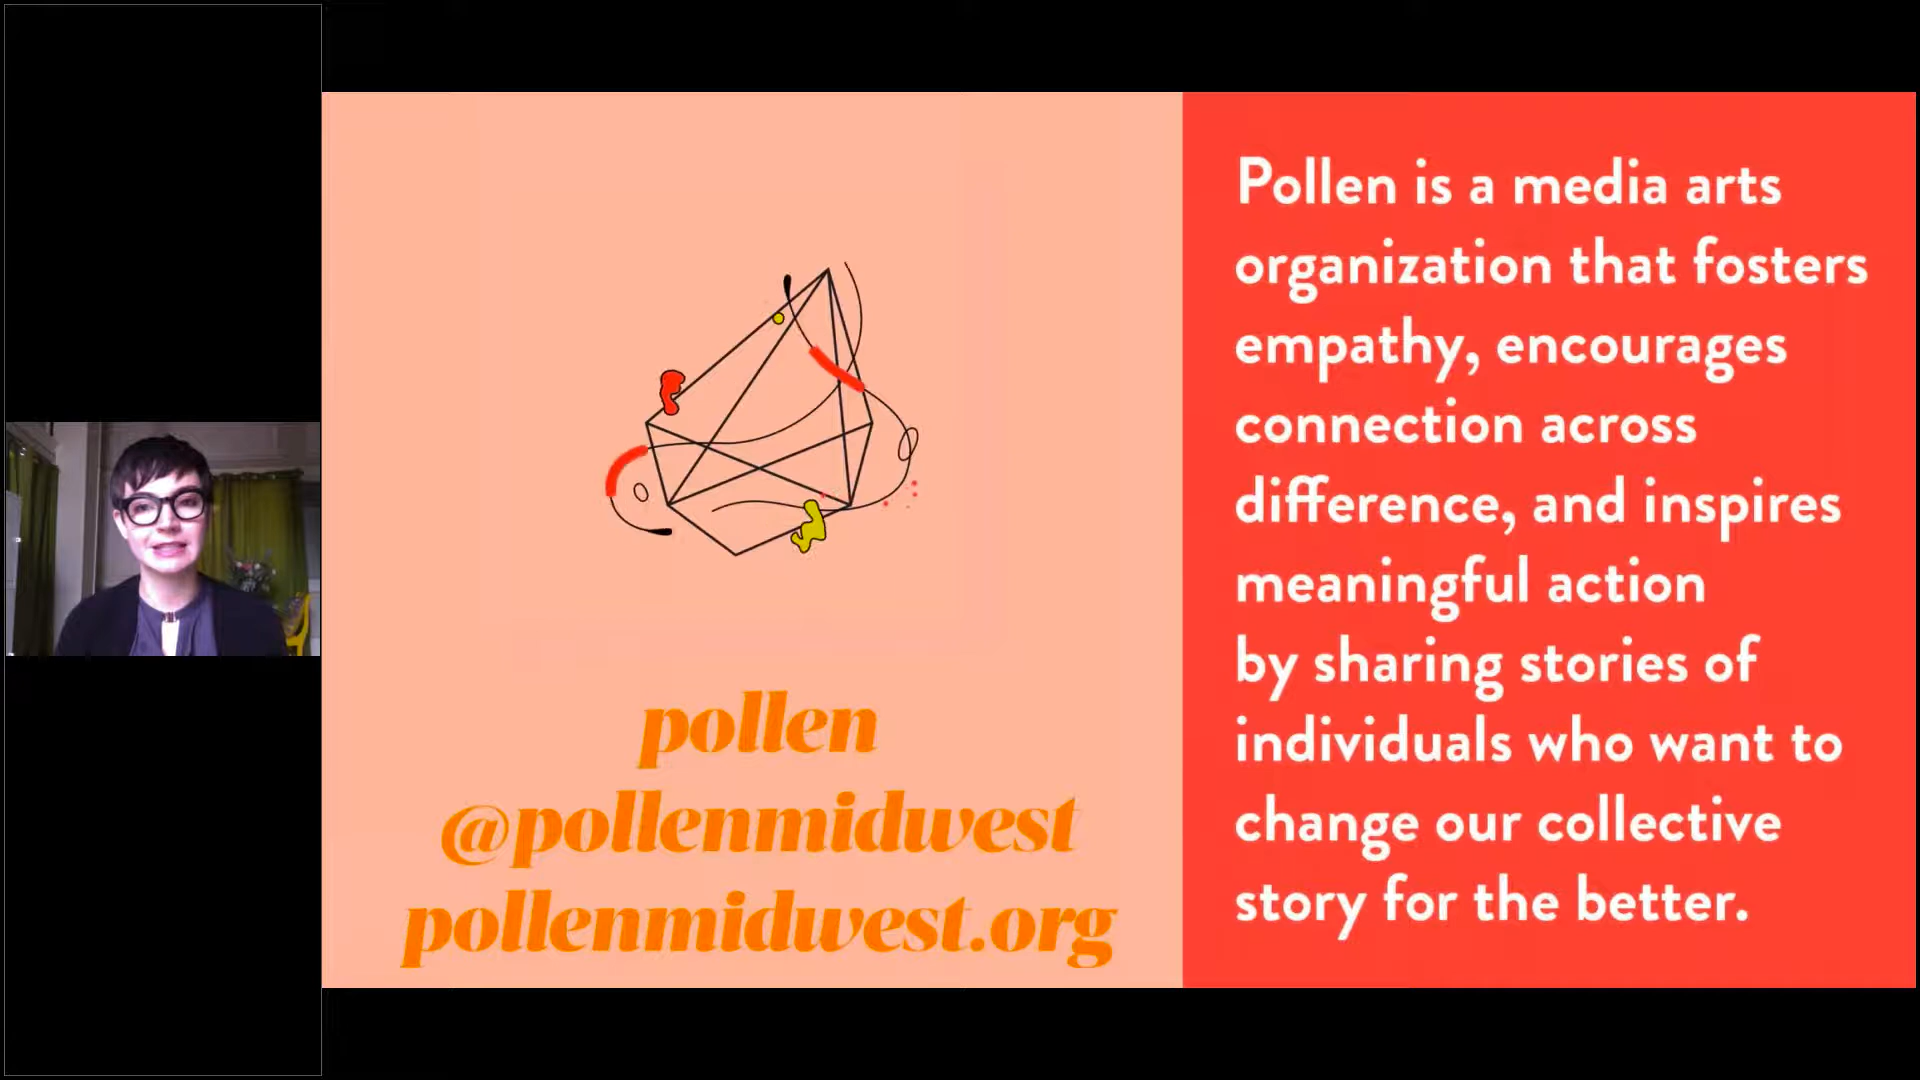 pollen
@pollenmidwest
pollenmidwest.org
Pollen is a media arts
organization that fosters
empathy, encourages
connection across
difference, and inspires
meaningful action
by sharing stories of
individuals who want to
change our collective
story for the better.